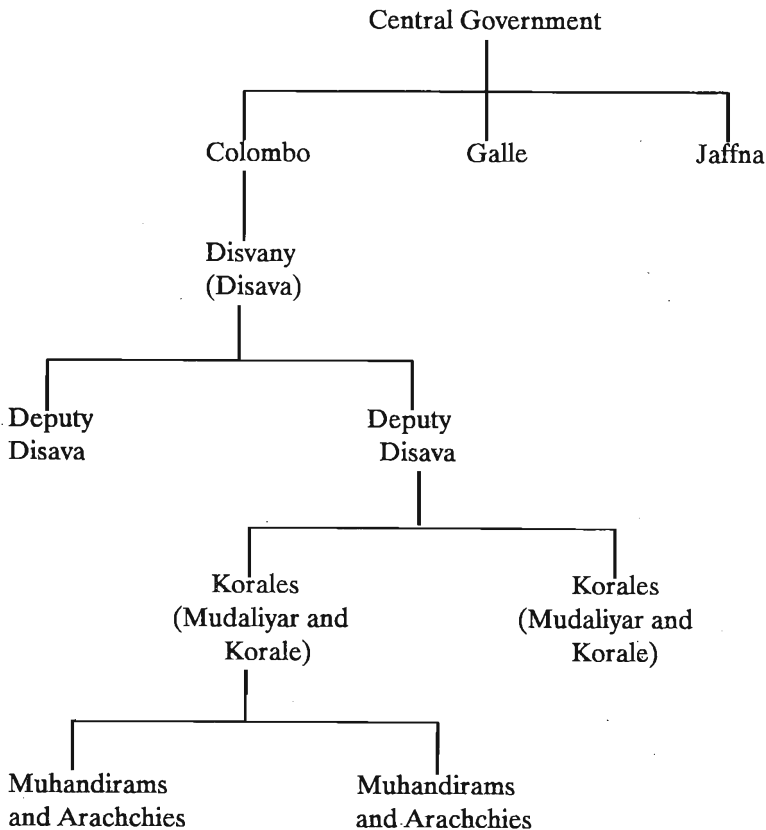 Central Government
Colombo
Galle
Jaffna
Disvany
(Disava)
Deputy
Disava
Deputy
Disava
Korales
(Mudaliyar and
Korale)
Korales
(Mudaliyar and
Korale)
Muhandirams
and Arachchies
Muhandirams
and Arachchies